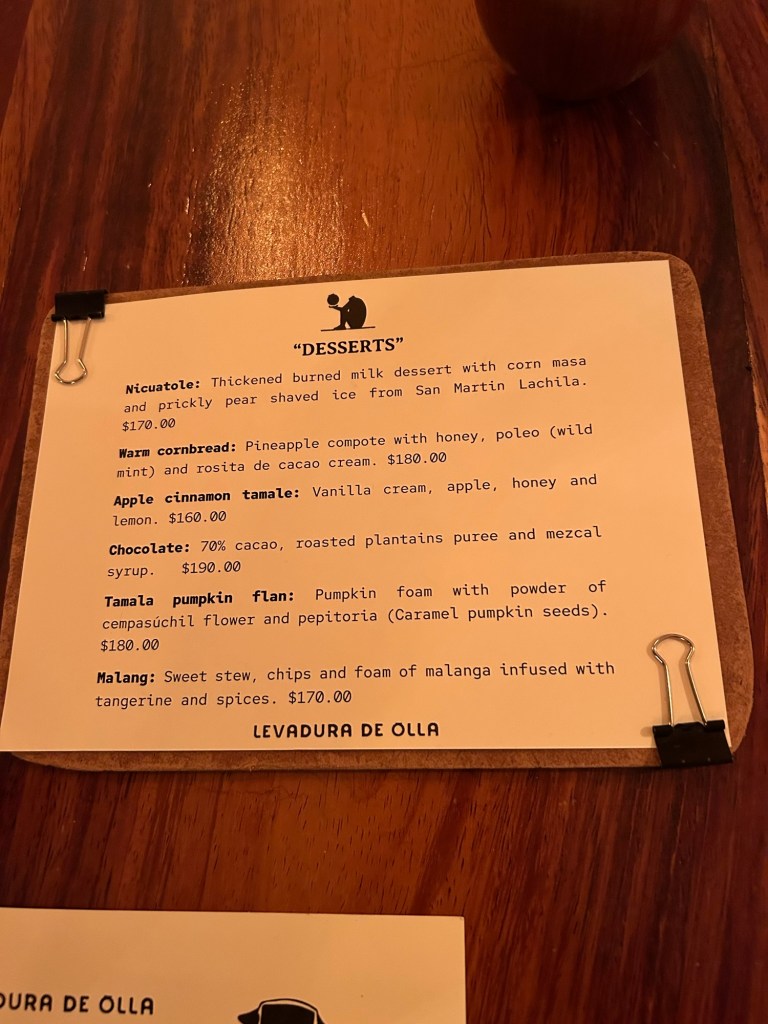 “DESSERTS”
Nicuatole: Thickened burned milk dessert with corn masa
and prickly pear shaved ice from San Martin Lachila.
$170.00
Warm cornbread: Pineapple compote with honey, poleo (wild
mint) and rosita de cacao cream. $180.00
Apple cinnamon tamale: Vanilla cream, apple, honey and
lemon. $160.00
Chocolate: 70% cacao, roasted plantains puree and mezcal
syrup. $190.00
Tamala pumpkin flan: Pumpkin foam with powder of
cempasúchil flower and pepitoria (Caramel pumpkin seeds).
$180.00
Malang: Sweet stew, chips and foam of malanga infused with
tangerine and spices. $170.00
LEVADURA DE OLLA
DURA DE OLLA